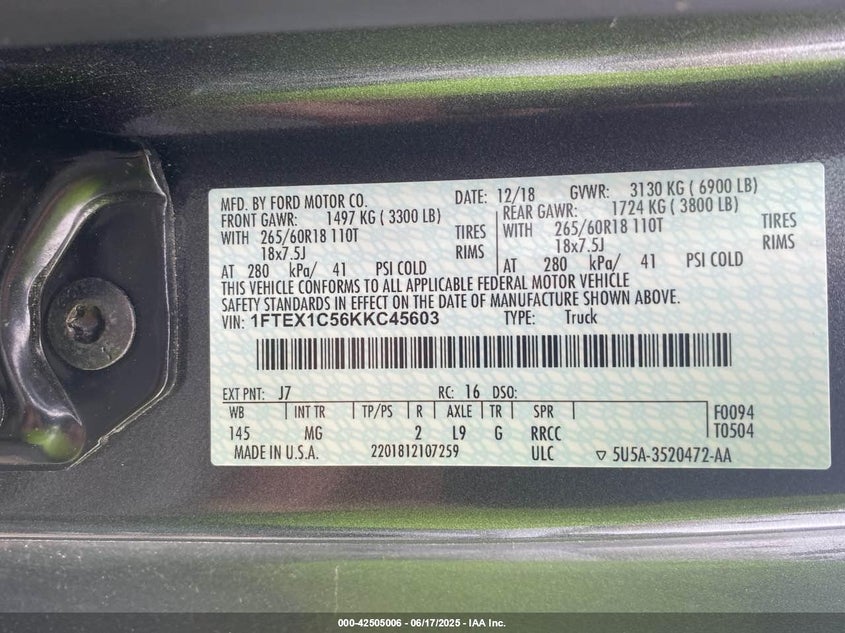 MFD. BY FORD MOTOR CO. DATE: 12/18 GVWR: 3130 KG ( 6900 LB)
FRONT GAWR: 1497 KG ( 3300 LB) REAR GAWR: 1724 KG ( 3800 LB)
WITH 265/60R18 110T TIRES WITH 265/60R18 110T TIRES
18x7.5J RIMS 18x7.5J RIMS
AT 280 kPa/ 41 PSI COLD AT 280 kPa/ 41 PSI COLD
THIS VEHICLE CONFORMS TO ALL APPLICABLE FEDERAL MOTOR VEHICLE
SAFETY STANDARDS IN EFFECT ON THE DATE OF MANUFACTURE SHOWN ABOVE.
VIN: 1FTEX1C56KKC45603 TYPE: Truck
EXT PNT: J7 RC: 16 DSO:
WB INT TR TP/PS R AXLE TR SPR F0094
145 MG 2 L9 G RRCC T0504
MADE IN U.S.A. 2201812107259 ULC ▽ 5U5A-3520472-AA
000-42505006 - 06/17/2025 - IAA Inc.